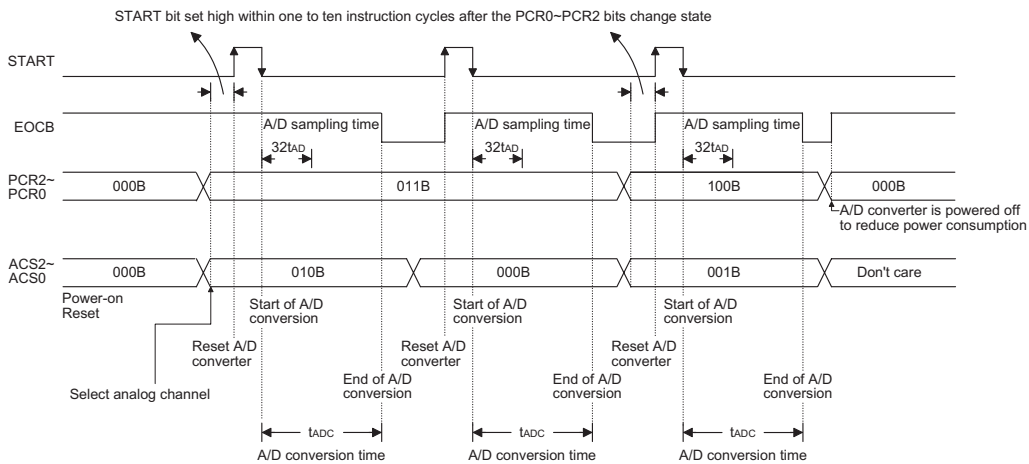 START bit set high within one to ten instruction cycles after the PCR0~PCR2 bits change state
START
EOCB
A/D sampling time
A/D sampling time
A/D sampling time
32tAD
32tAD
32tAD
PCR2~
PCR0
000B
011B
100B
000B
A/D converter is powered off
to reduce power consumption
ACS2~
ACS0
000B
010B
000B
001B
Don't care
Power-on
Reset
Start of A/D
conversion
Start of A/D
conversion
Start of A/D
conversion
Reset A/D
converter
Reset A/D
converter
Reset A/D
converter
Select analog channel
End of A/D
conversion
End of A/D
conversion
End of A/D
conversion
tADC
tADC
tADC
A/D conversion time
A/D conversion time
A/D conversion time